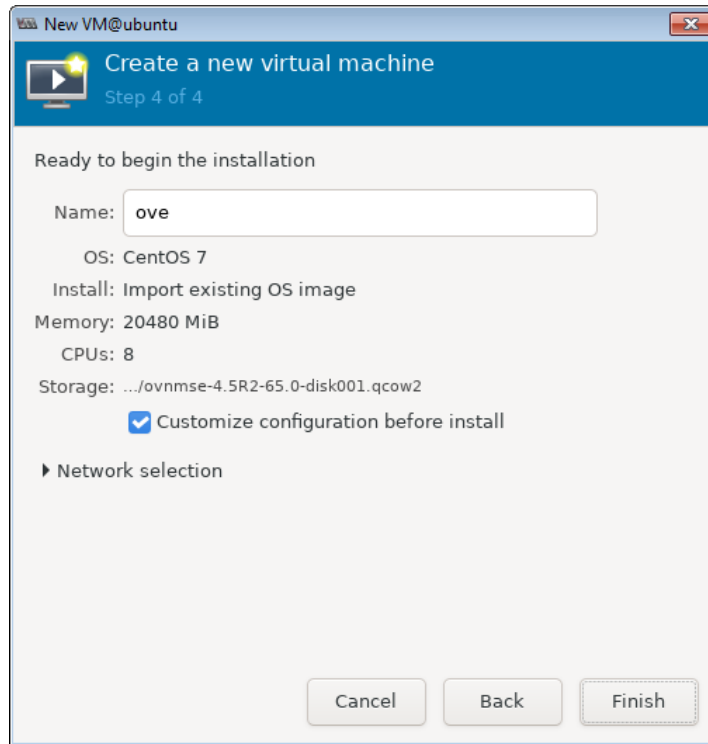 New VM@ubuntu
Create a new virtual machine
Step 4 of 4
Ready to begin the installation
Name: ove
OS: CentOS 7
Install: Import existing OS image
Memory: 20480 MiB
CPUs: 8
Storage: .../ovnmse-4.5R2-65.0-disk001.qcow2
Customize configuration before install
Network selection
Cancel Back Finish